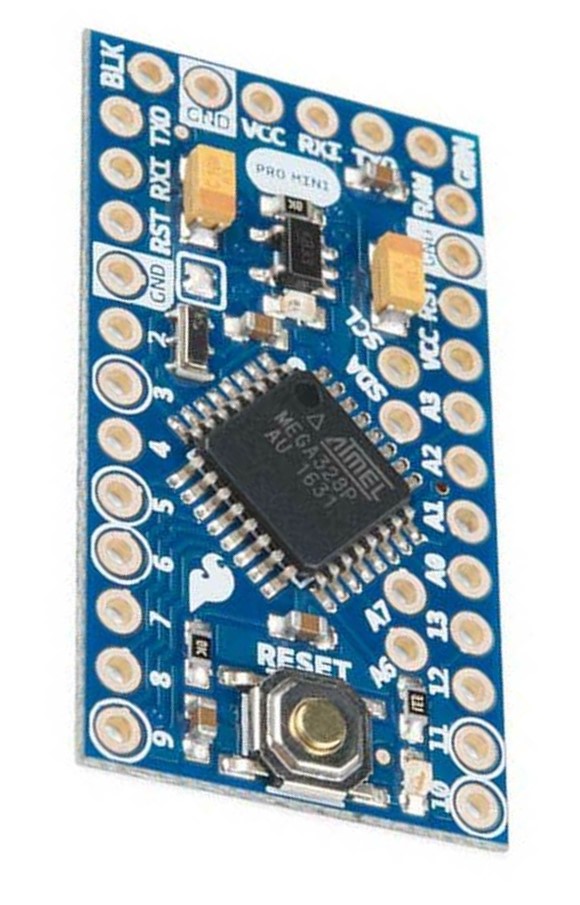 BLK
GND
VCC
RXI
TXO
GRN
TXO
RXI
RST
GND
2
3
4
5
6
7
8
9
PRO MINI
RAW
GND
RST
VCC
A3
A2
A1
A0
13
12
11
10
SCL
SDA
ATMEL
MEGA328P
AU 1631
A7
A6
RESET